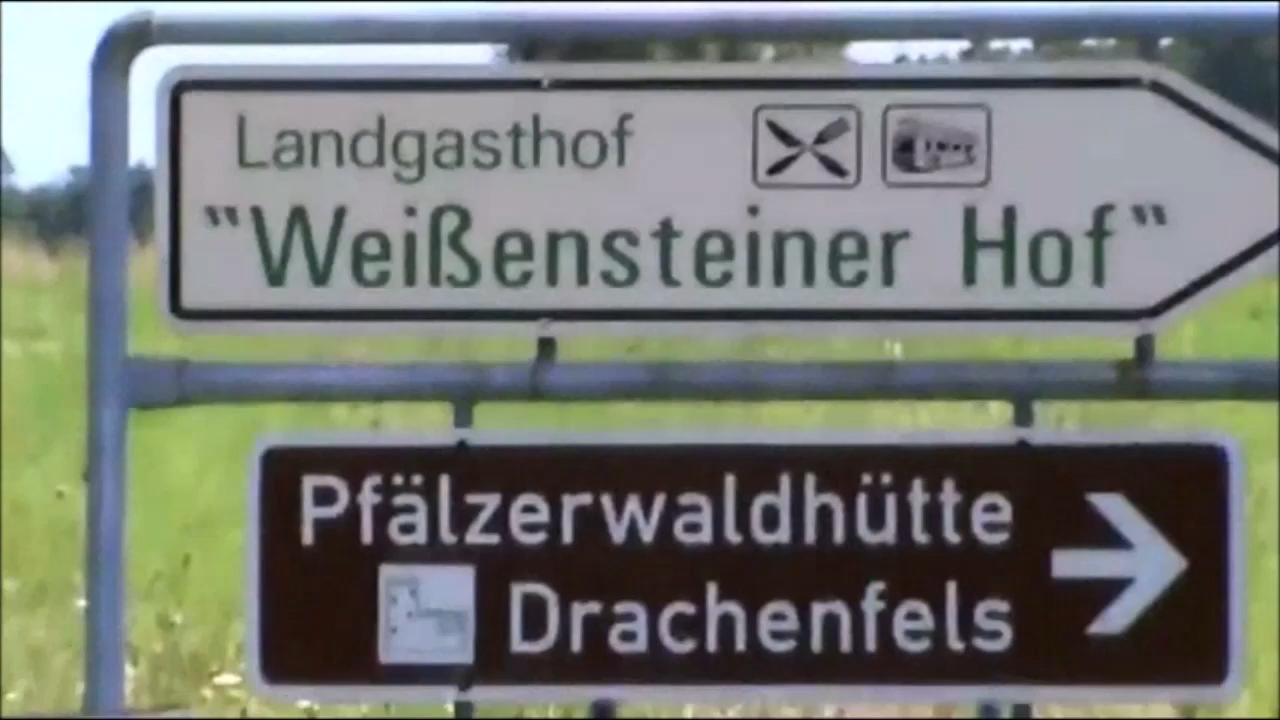 Landgasthof
"Weißensteiner Hof"
Pfälzerwaldhütte
Drachenfels